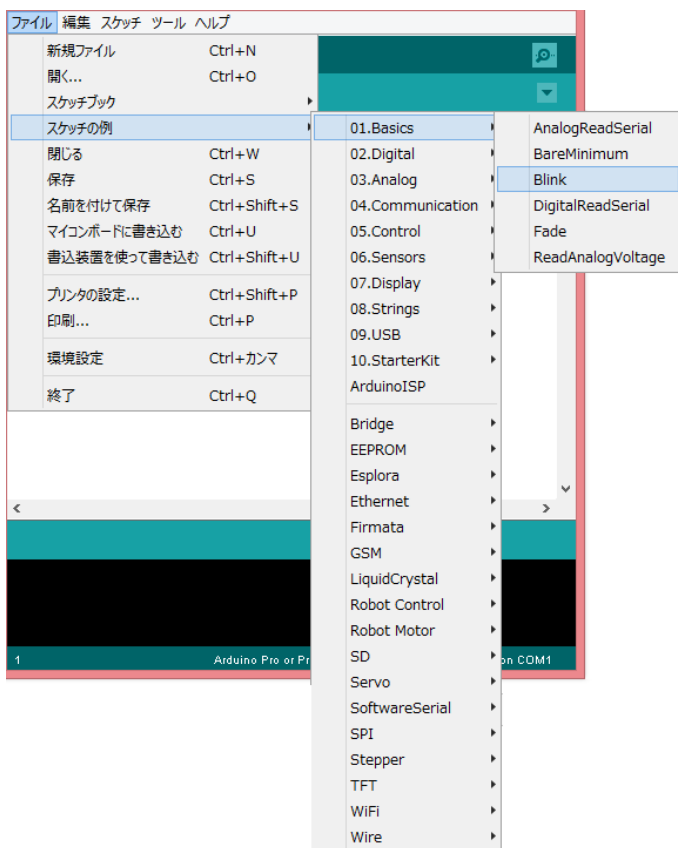 ファイル 編集 スケッチ ツール ヘルプ
新規ファイル Ctrl+N
開く... Ctrl+O
スケッチブック
スケッチの例
閉じる Ctrl+W
保存 Ctrl+S
名前を付けて保存 Ctrl+Shift+S
マイコンボードに書き込む Ctrl+U
書込装置を使って書き込む Ctrl+Shift+U
プリンタの設定... Ctrl+Shift+P
印刷... Ctrl+P
環境設定 Ctrl+カンマ
終了 Ctrl+Q
01.Basics
02.Digital
03.Analog
04.Communication
05.Control
06.Sensors
07.Display
08.Strings
09.USB
10.StarterKit
ArduinoISP
Bridge
EEPROM
Esplora
Ethernet
Firmata
GSM
LiquidCrystal
Robot Control
Robot Motor
SD
Servo
SoftwareSerial
SPI
Stepper
TFT
WiFi
Wire
AnalogReadSerial
BareMinimum
Blink
DigitalReadSerial
Fade
ReadAnalogVoltage
1 Arduino Pro or Pr on COM1